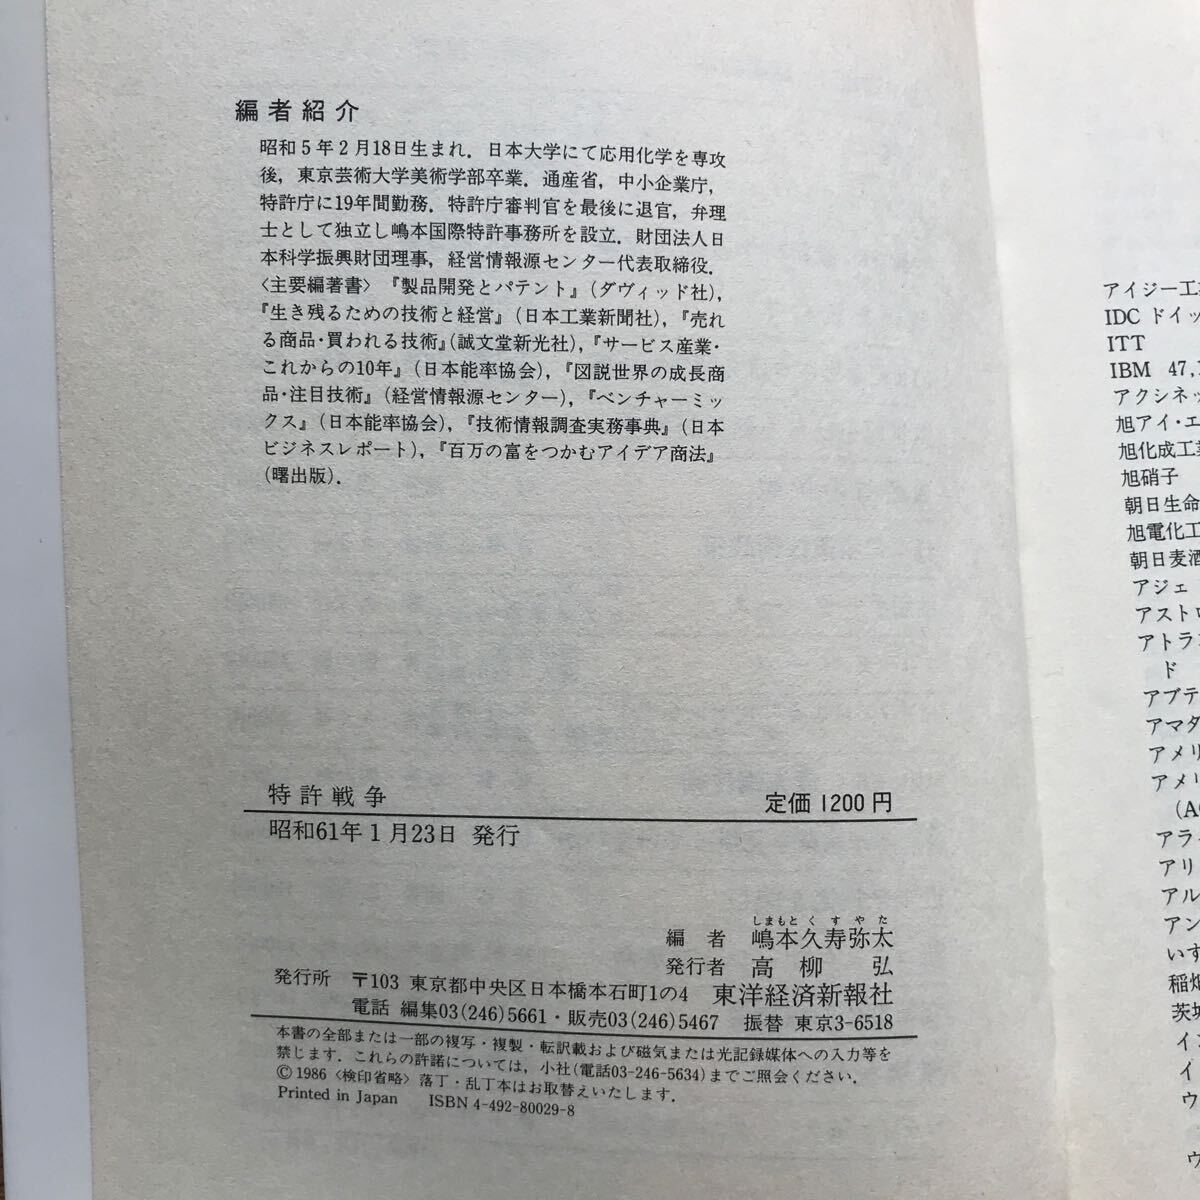 編者紹介
昭和5年2月18日生まれ．日本大学にて応用化学を専攻
後，東京芸術大学美術学部卒業．通産省，中小企業庁，
特許庁に19年間勤務．特許庁審判官を最後に退官，弁理
士として独立し嶋本国際特許事務所を設立．財団法人日
本科学振興財団理事，経営情報源センター代表取締役．
〈主要編著書〉『製品開発とパテント』(ダヴィッド社)，
『生き残るための技術と経営』(日本工業新聞社)，『売れ
る商品・買われる技術』(誠文堂新光社)，『サービス産業・
これからの10年』(日本能率協会)，『図説世界の成長商
品・注目技術』(経営情報源センター)，『ベンチャーミッ
クス』(日本能率協会)，『技術情報調査実務事典』(日本
ビジネスレポート)，『百万の富をつかむアイデア商法』
(曙出版)．
特許戦争　定価1200円
昭和61年1月23日 発行
しまもとくすやた
編者　嶋本久寿弥太
発行者　高柳　弘
発行所　〒103 東京都中央区日本橋本石町1の4　東洋経済新報社
電話 編集03(246)5661・販売03(246)5467　振替 東京3-6518
本書の全部または一部の複写・複製・転訳載および磁気または光記録媒体への入力等を
禁じます．これらの許諾については，小社(電話03-246-5634)までご照会ください．
© 1986〈検印省略〉落丁・乱丁本はお取替えいたします．
Printed in Japan　ISBN 4-492-80029-8
アイジー工
IDC ドイッ
ITT
IBM 47,
アクシネッ
旭アイ・エ
旭化成工
旭硝子
朝日生命
旭電化工
朝日麦酒
アジェ
アスト
アトラ
ド
アプテ
アマタ
アメリ
アメリ
(A
アラ
アリ
アル
アン
いす
稲畑
茨城
イ
イ
ウ
ウ